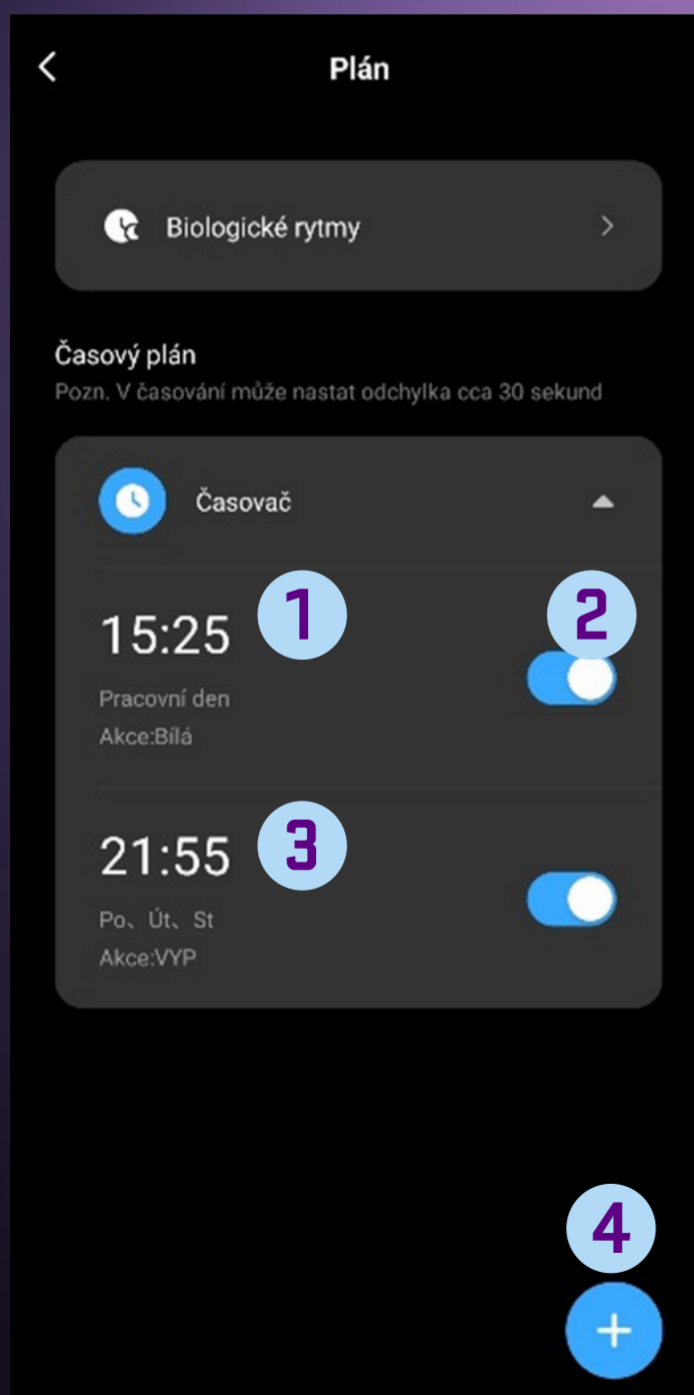 Plán
Biologické rytmy
Časový plán
Pozn. V časování může nastat odchylka cca 30 sekund
Časovač
15:25
1
2
Pracovní den
Akce:Bílá
21:55
3
Po、Út、St
Akce:VYP
4
+